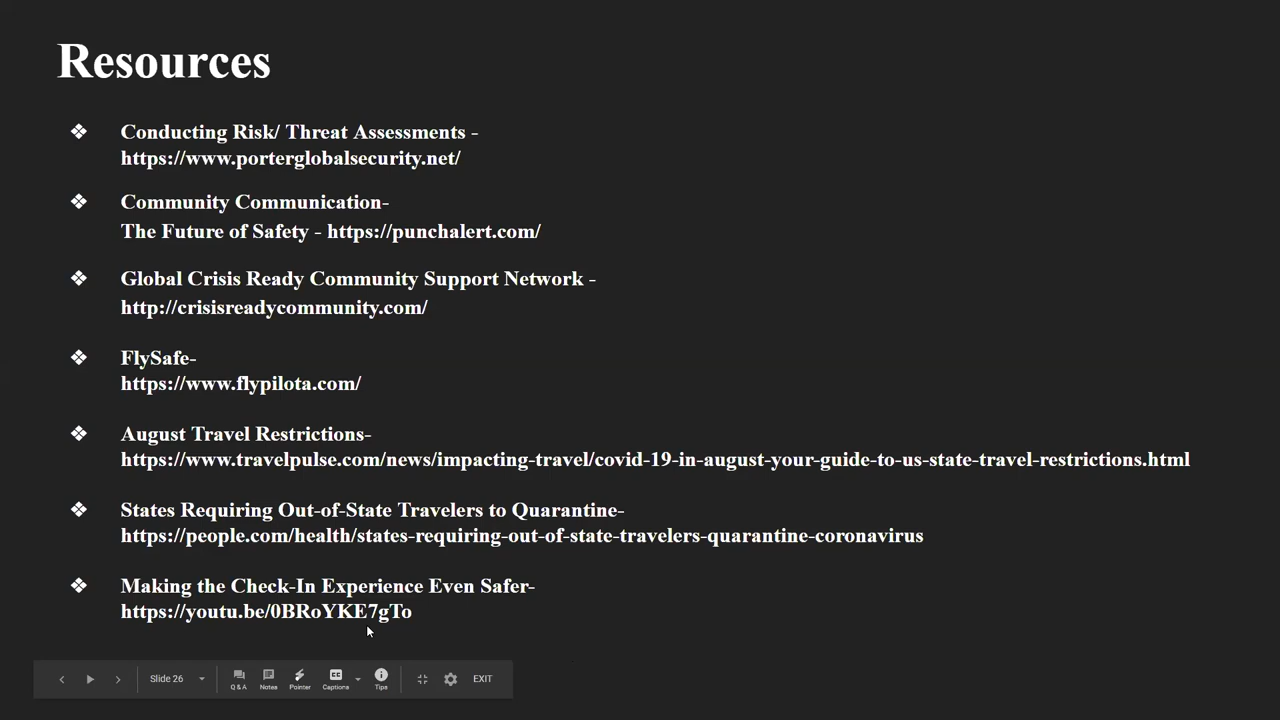 Resources
❖ Conducting Risk/ Threat Assessments -
https://www.porterglobalsecurity.net/
❖ Community Communication-
The Future of Safety - https://punchalert.com/
❖ Global Crisis Ready Community Support Network -
http://crisisreadycommunity.com/
❖ FlySafe-
https://www.flypilota.com/
❖ August Travel Restrictions-
https://www.travelpulse.com/news/impacting-travel/covid-19-in-august-your-guide-to-us-state-travel-restrictions.html
❖ States Requiring Out-of-State Travelers to Quarantine-
https://people.com/health/states-requiring-out-of-state-travelers-quarantine-coronavirus
❖ Making the Check-In Experience Even Safer-
https://youtu.be/0BRoYKE7gTo
Slide 26 Q&A Notes Pointer CC Captions Tips EXIT